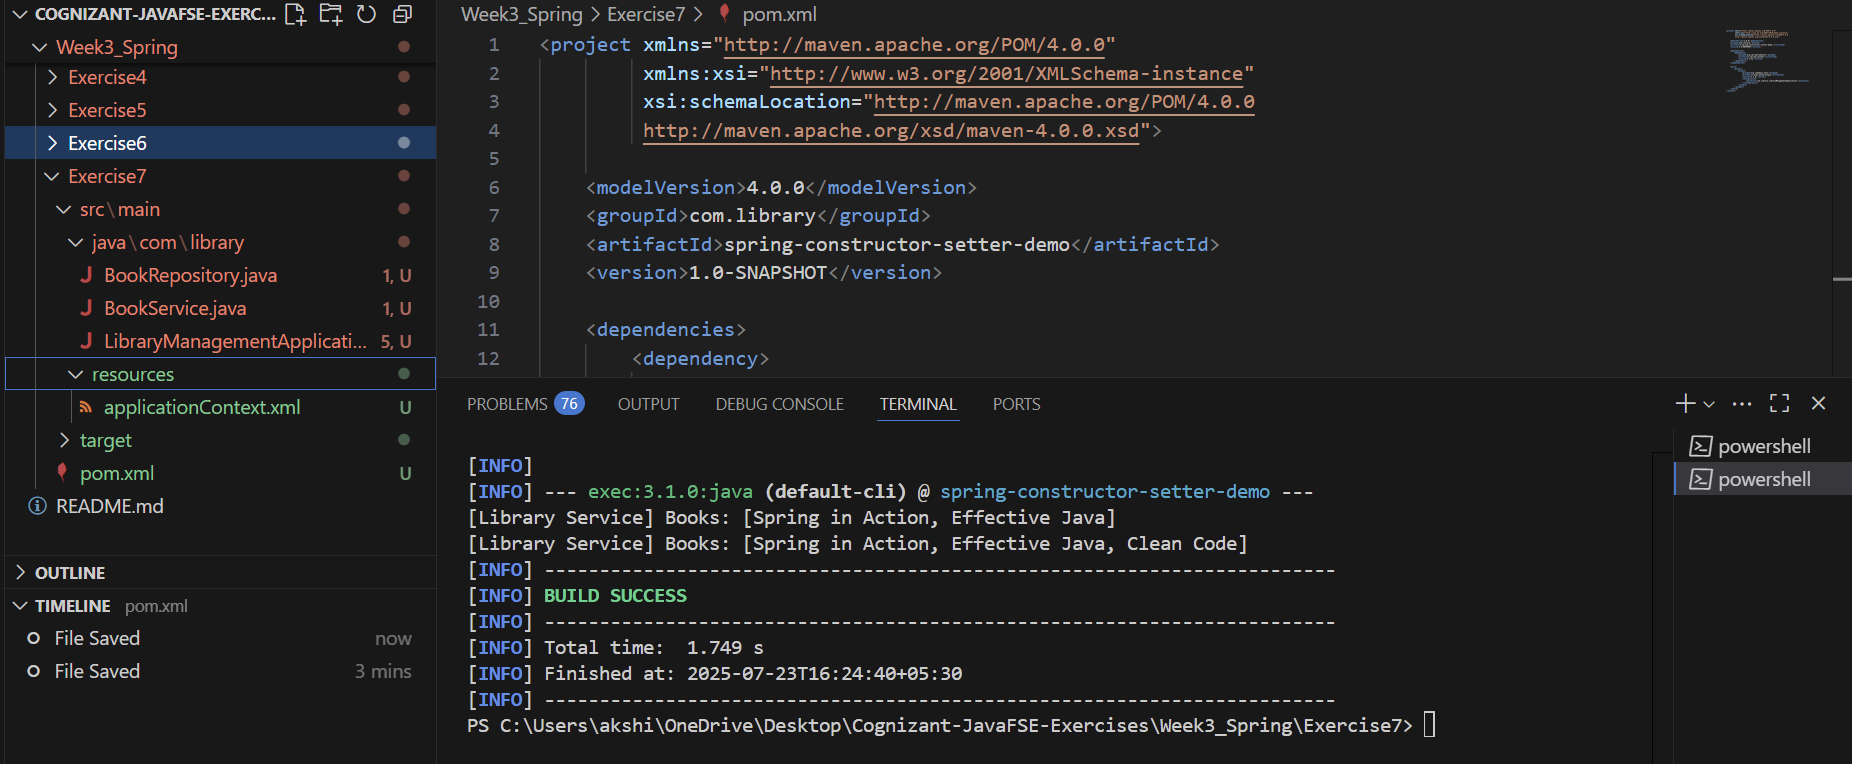 COGNIZANT-JAVAFSE-EXERC...
Week3_Spring
Exercise4
Exercise5
Exercise6
Exercise7
src\main
java\com\library
BookRepository.java 1, U
BookService.java 1, U
LibraryManagementApplicati... 5, U
resources
applicationContext.xml U
target
pom.xml U
README.md
OUTLINE
TIMELINE pom.xml
File Saved now
File Saved 3 mins
Week3_Spring > Exercise7 > pom.xml
1 <project xmlns="http://maven.apache.org/POM/4.0.0"
2 xmlns:xsi="http://www.w3.org/2001/XMLSchema-instance"
3 xsi:schemaLocation="http://maven.apache.org/POM/4.0.0
4 http://maven.apache.org/xsd/maven-4.0.0.xsd">
5
6 <modelVersion>4.0.0</modelVersion>
7 <groupId>com.library</groupId>
8 <artifactId>spring-constructor-setter-demo</artifactId>
9 <version>1.0-SNAPSHOT</version>
10
11 <dependencies>
12 <dependency>
PROBLEMS 76 OUTPUT DEBUG CONSOLE TERMINAL PORTS
[INFO]
[INFO] --- exec:3.1.0:java (default-cli) @ spring-constructor-setter-demo ---
[Library Service] Books: [Spring in Action, Effective Java]
[Library Service] Books: [Spring in Action, Effective Java, Clean Code]
[INFO] ------------------------------------------------------------------------
[INFO] BUILD SUCCESS
[INFO] ------------------------------------------------------------------------
[INFO] Total time:  1.749 s
[INFO] Finished at: 2025-07-23T16:24:40+05:30
[INFO] ------------------------------------------------------------------------
PS C:\Users\akshi\OneDrive\Desktop\Cognizant-JavaFSE-Exercises\Week3_Spring\Exercise7>
powershell
powershell